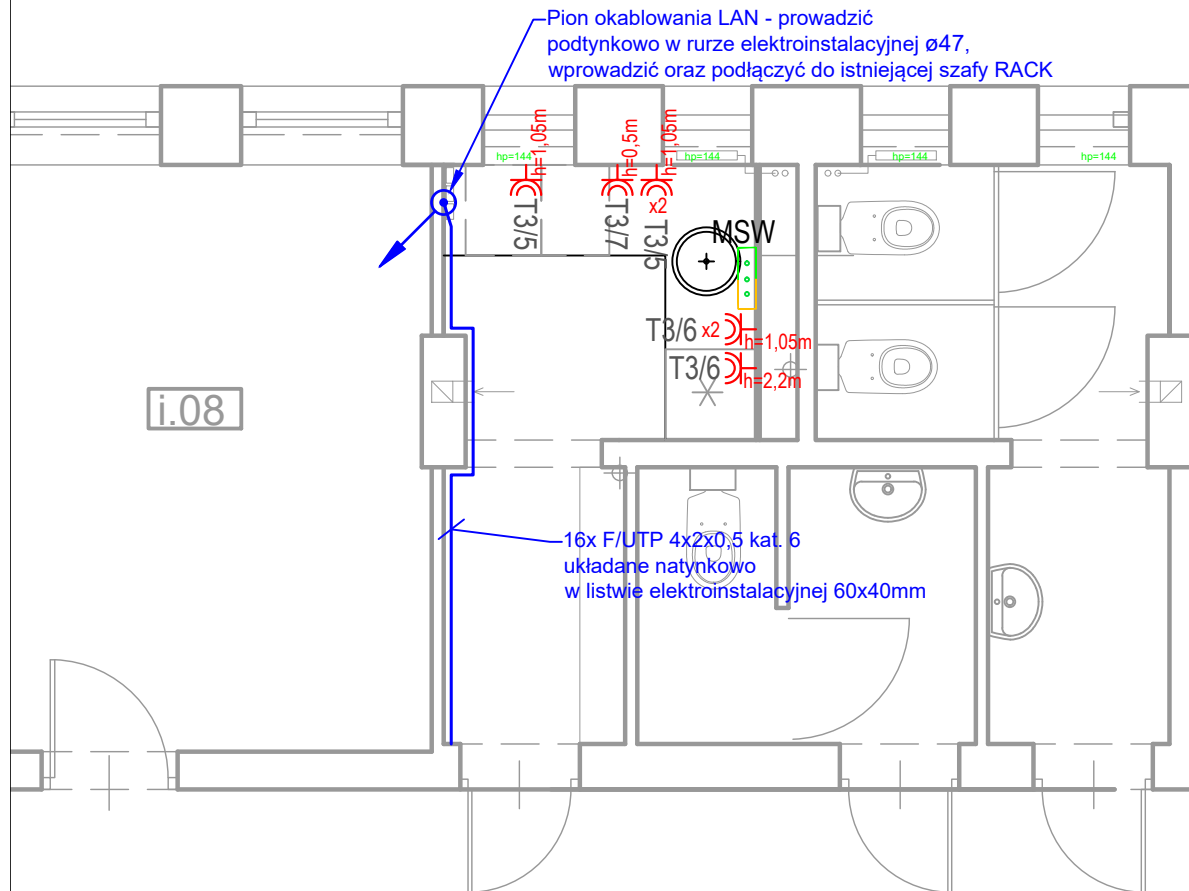 Pion okablowania LAN - prowadzić
podtynkowo w rurze elektroinstalacyjnej ø47,
wprowadzić oraz podłączyć do istniejącej szafy RACK
hp=144
hp=144
hp=144
hp=144
h=1,05m
h=0,5m
h=1,05m
x2
T3/5
T3/7
T3/5
MSW
T3/6 x2
h=1,05m
T3/6
h=2,2m
i.08
16x F/UTP 4x2x0,5 kat. 6
układane natynkowo
w listwie elektroinstalacyjnej 60x40mm